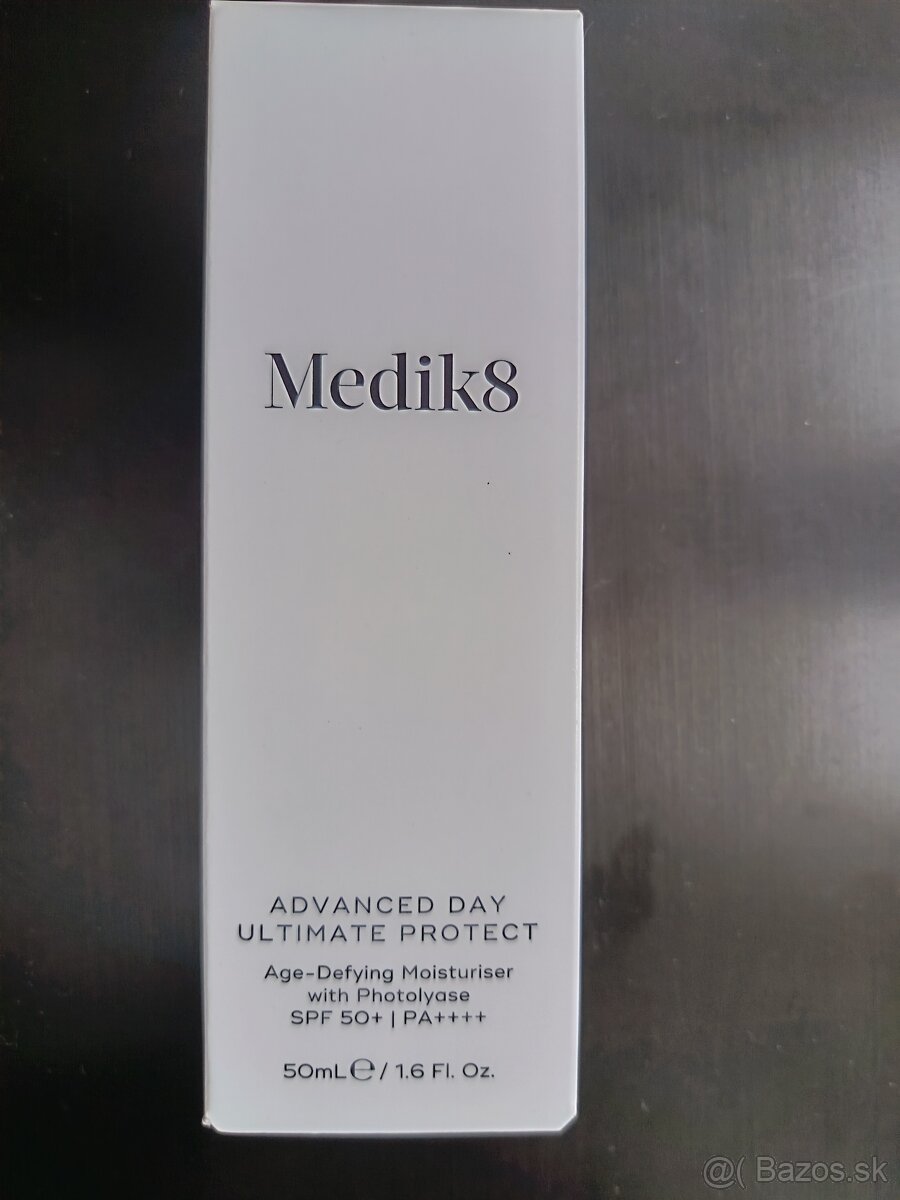 Medik8
ADVANCED DAY
ULTIMATE PROTECT
Age-Defying Moisturiser
with Photolyase
SPF 50+ | PA++++
50mL ℮ / 1.6 Fl. Oz.
@( Bazos.sk